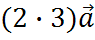 (2 · 3)a⃗